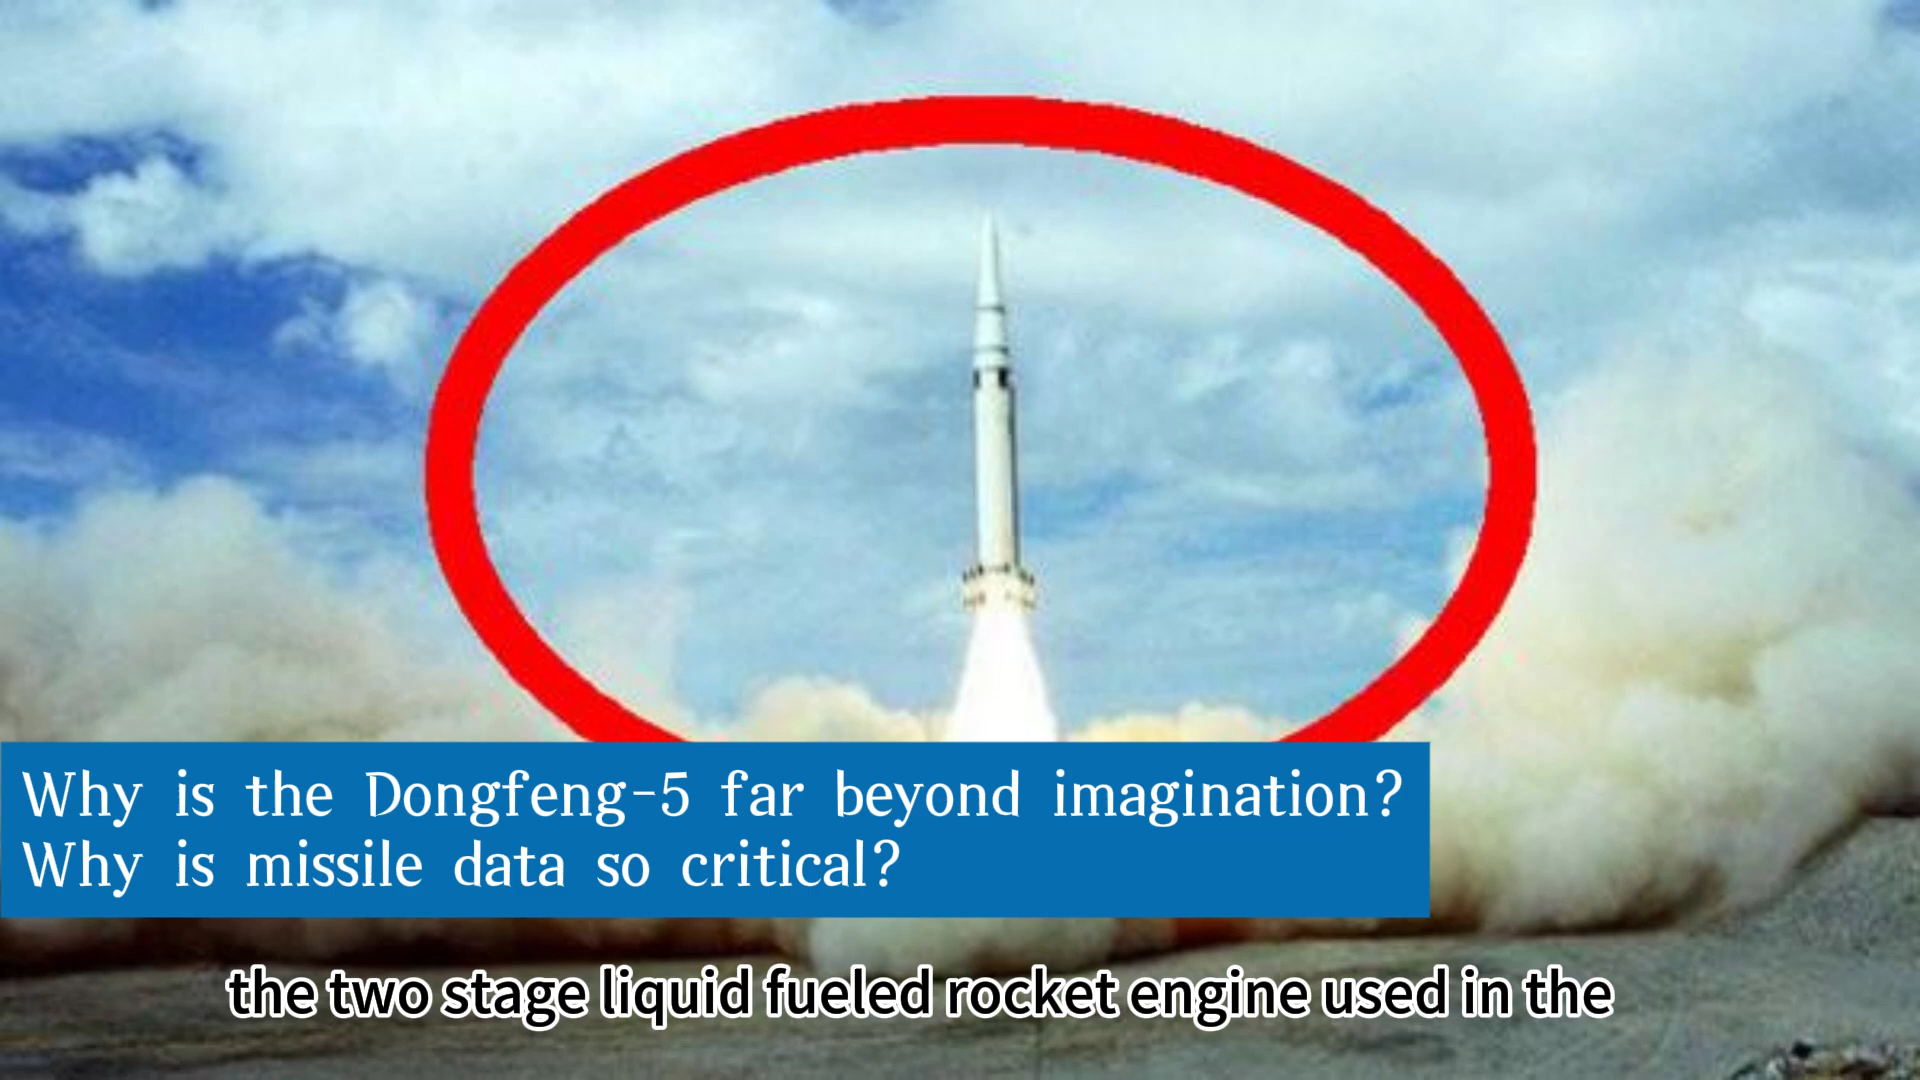 Why is the Dongfeng-5 far beyond imagination?
Why is missile data so critical?
the two stage liquid fueled rocket engine used in the